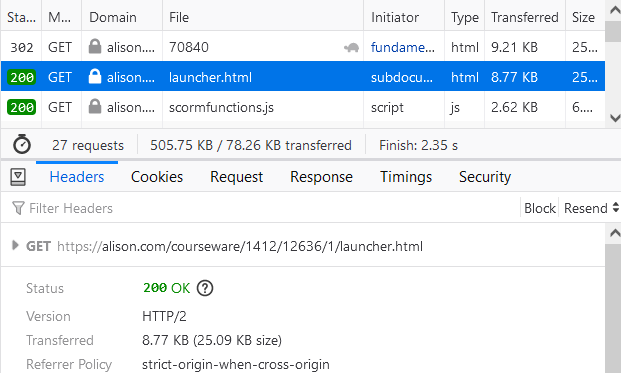 Sta... M... Domain File Initiator Type Transferred Size
302 GET alison.... 70840 fundame... html 9.21 KB 25...
200 GET alison.... launcher.html subdocu... html 8.77 KB 25...
200 GET alison.... scormfunctions.js script js 2.62 KB 6....
27 requests 505.75 KB / 78.26 KB transferred Finish: 2.35 s
Headers Cookies Request Response Timings Security
Filter Headers Block Resend
GET https://alison.com/courseware/1412/12636/1/launcher.html
Status 200 OK ?
Version HTTP/2
Transferred 8.77 KB (25.09 KB size)
Referrer Policy strict-origin-when-cross-origin